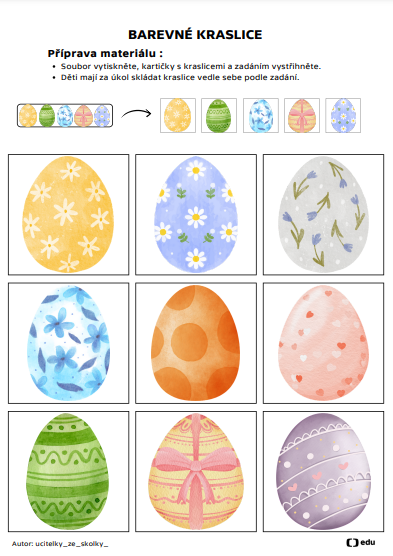 BAREVNÉ KRASLICE
Příprava materiálu :
• Soubor vytiskněte, kartičky s kraslicemi a zadáním vystřihněte.
• Děti mají za úkol skládat kraslice vedle sebe podle zadání.
Autor: ucitelky_ze_skolky_
edu